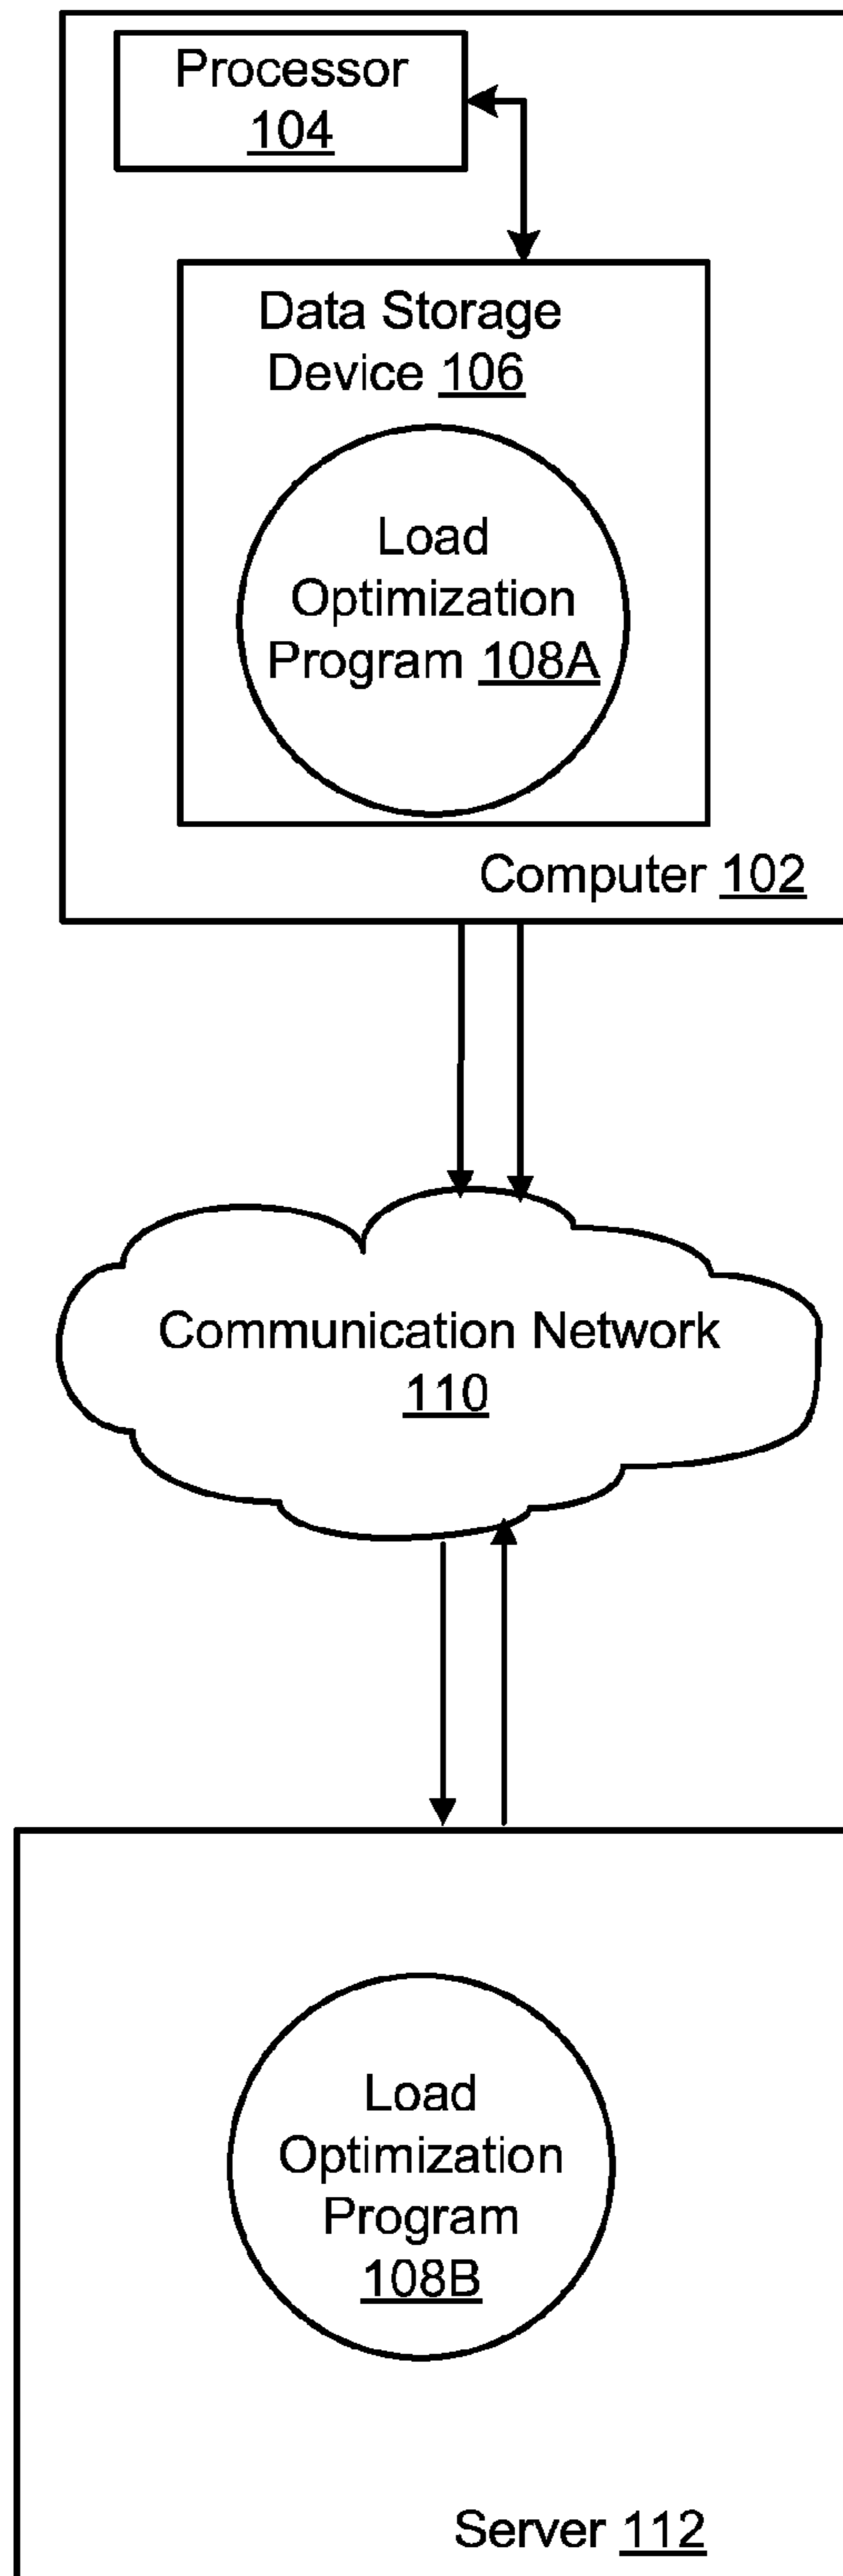 Processor
104
Data Storage
Device 106
Load
Optimization
Program 108A
Computer 102
Communication Network
110
Load
Optimization
Program
108B
Server 112